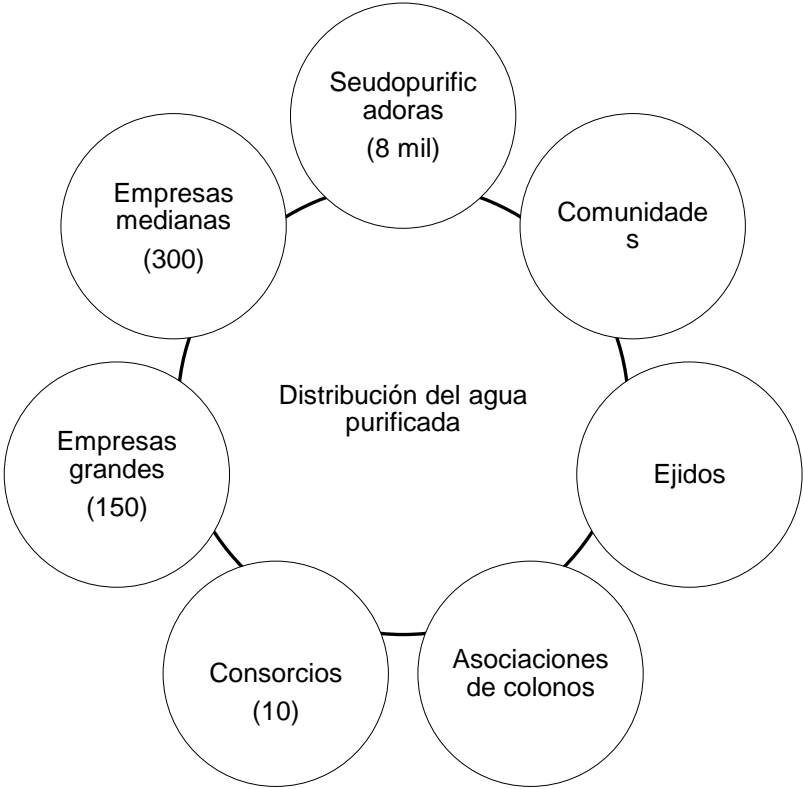 Seudopurific
adoras
(8 mil)
Comunidade
s
Ejidos
Asociaciones
de colonos
Consorcios
(10)
Empresas
grandes
(150)
Empresas
medianas
(300)
Distribución del agua
purificada